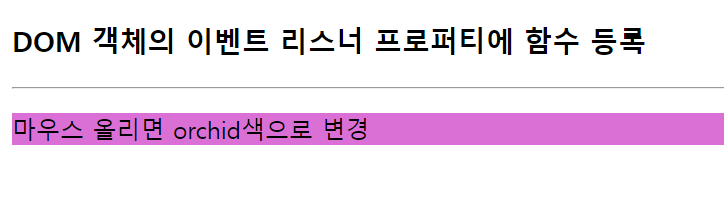 DOM 객체의 이벤트 리스너 프로퍼티에 함수 등록
마우스 올리면 orchid색으로 변경